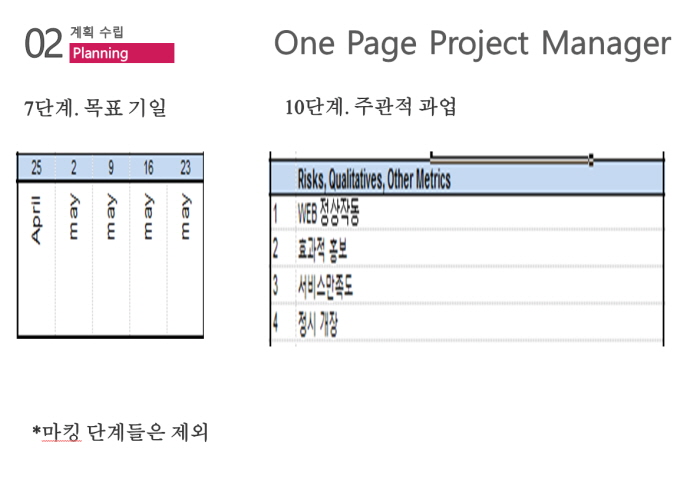 02 계획 수립
Planning
One Page Project Manager
7단계. 목표 기일
10단계. 주관적 과업
25 2 9 16 23
April may may may may
Risks, Qualitatives, Other Metrics
1 WEB 정상작동
2 효과적 홍보
3 서비스만족도
4 정시 개장
*마킹 단계들은 제외